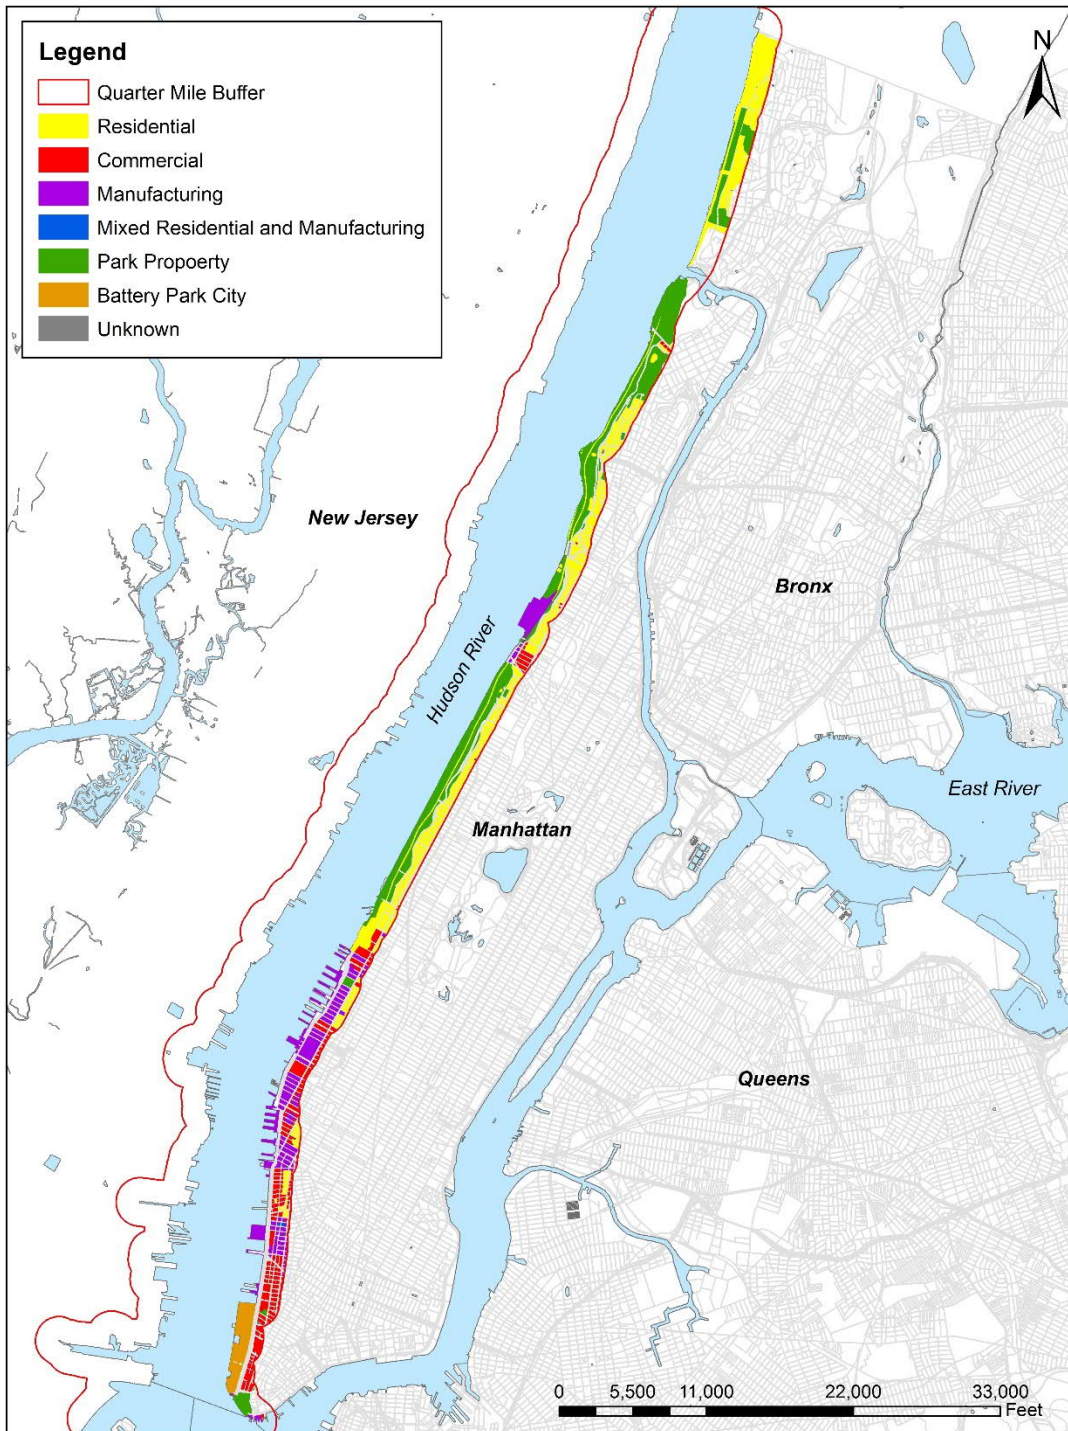 Legend
Quarter Mile Buffer
Residential
Commercial
Manufacturing
Mixed Residential and Manufacturing
Park Propoerty
Battery Park City
Unknown
N
New Jersey
Hudson River
Bronx
East River
Manhattan
Queens
0 5,500 11,000 22,000 33,000
Feet